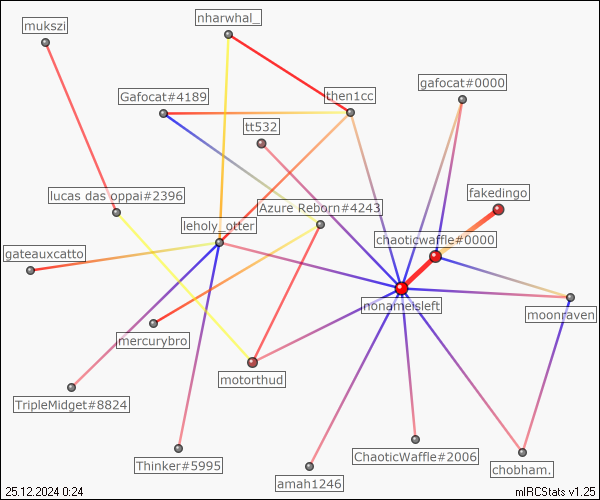 nharwhal_
mukszi
gafocat#0000
Gafocat#4189
then1cc
tt532
fakedingo
lucas das oppai#2396
Azure Reborn#4243
leholy_otter
chaoticwaffle#0000
gateauxcatto
nonameisleft
moonraven
mercurybro
motorthud
TripleMidget#8824
ChaoticWaffle#2006
Thinker#5995
chobham.
amah1246
25.12.2024 0:24
mIRCStats v1.25